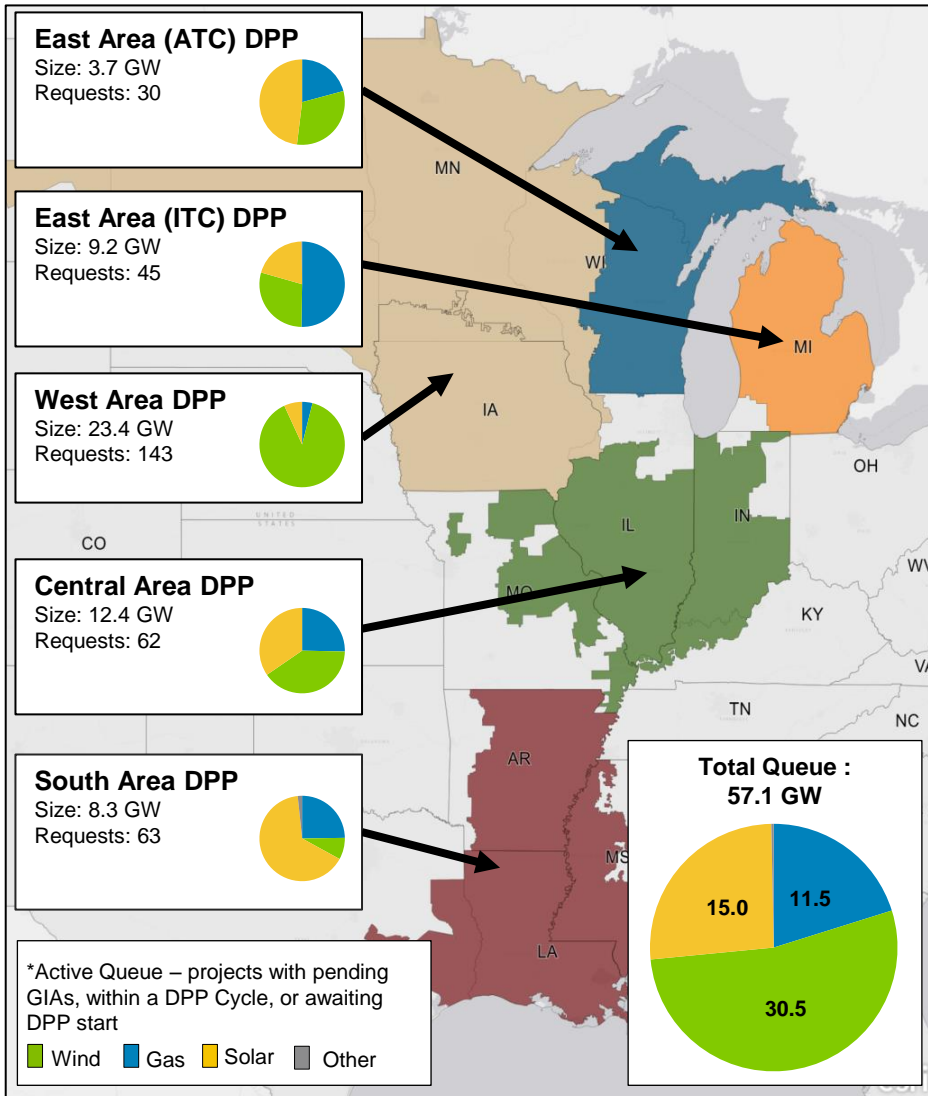 East Area (ATC) DPP
Size: 3.7 GW
Requests: 30
East Area (ITC) DPP
Size: 9.2 GW
Requests: 45
West Area DPP
Size: 23.4 GW
Requests: 143
Central Area DPP
Size: 12.4 GW
Requests: 62
South Area DPP
Size: 8.3 GW
Requests: 63
*Active Queue – projects with pending
GIAs, within a DPP Cycle, or awaiting
DPP start
Wind Gas Solar Other
MN
WI
MI
IA
OH
UNITED
STATES
CO
IL
IN
MO
WV
KY
VA
TN
NC
AR
MS
LA
Total Queue :
57.1 GW
15.0
11.5
30.5